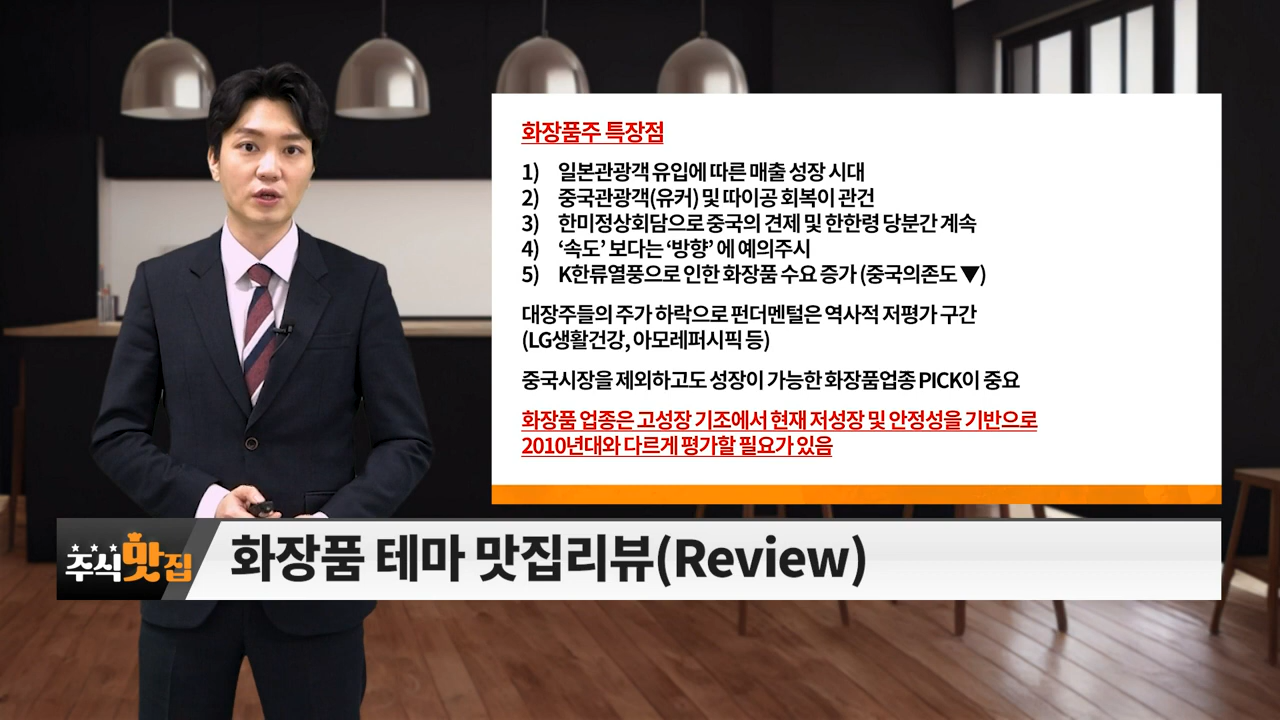 화장품주 특장점
1) 일본관광객 유입에 따른 매출 성장 시대
2) 중국관광객(유커) 및 따이공 회복이 관건
3) 한미정상회담으로 중국의 견제 및 한한령 당분간 계속
4) ‘속도’ 보다는 ‘방향’ 에 예의주시
5) K한류열풍으로 인한 화장품 수요 증가 (중국의존도 ▼)
대장주들의 주가 하락으로 펀더멘털은 역사적 저평가 구간
(LG생활건강, 아모레퍼시픽 등)
중국시장을 제외하고도 성장이 가능한 화장품업종 PICK이 중요
화장품 업종은 고성장 기조에서 현재 저성장 및 안정성을 기반으로
2010년대와 다르게 평가할 필요가 있음
주식맛집
화장품 테마 맛집리뷰(Review)